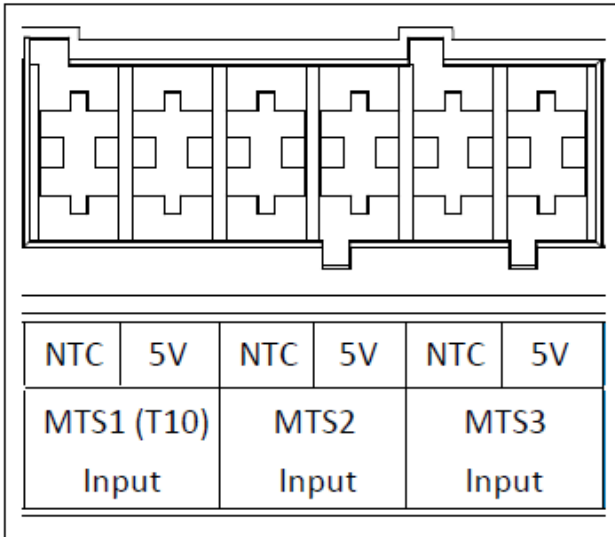 NTC 5V NTC 5V NTC 5V
MTS1 (T10) MTS2 MTS3
Input Input Input